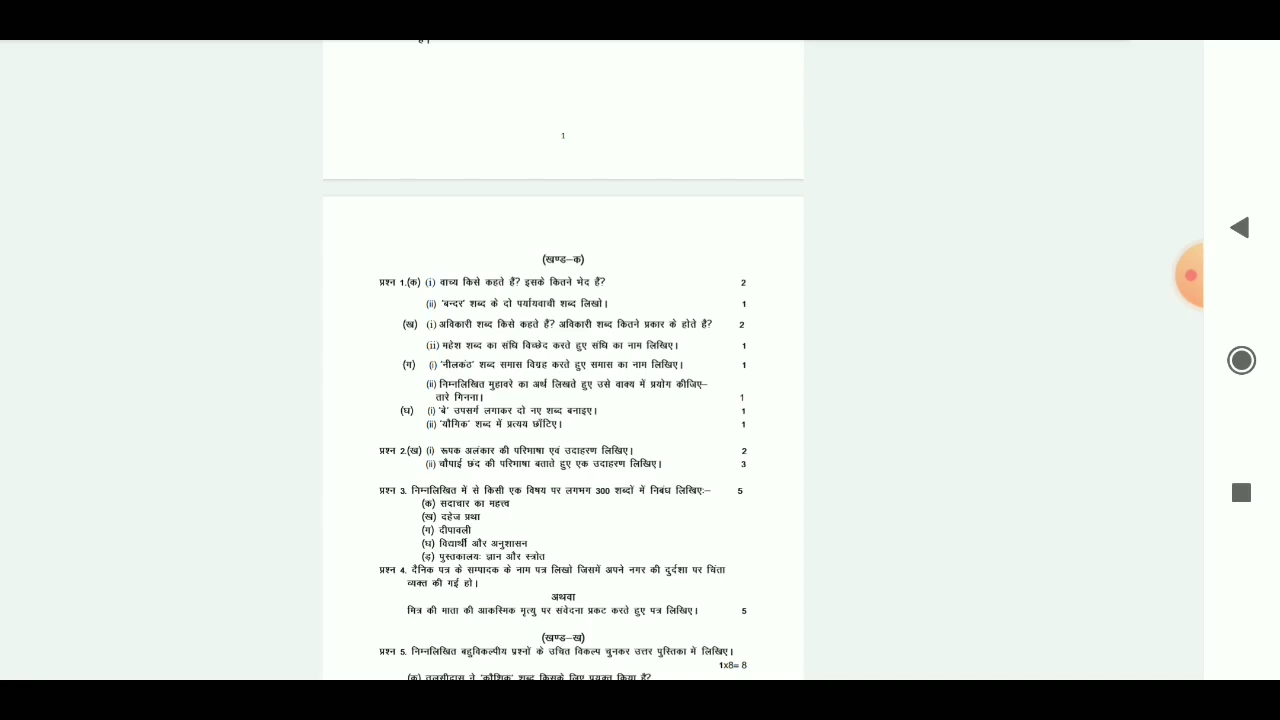 है।
1
(खण्ड–क)
प्रश्न 1.(क) (i) वाच्य किसे कहते हैं? इसके कितने भेद हैं? 2
(ii) 'बन्दर' शब्द के दो पर्यायवाची शब्द लिखो। 1
(ख) (i) अविकारी शब्द किसे कहते हैं? अविकारी शब्द कितने प्रकार के होते हैं? 2
(ii) महेश शब्द का संधि विच्छेद करते हुए संधि का नाम लिखिए। 1
(ग) (i) 'नीलकंठ' शब्द समास विग्रह करते हुए समास का नाम लिखिए। 1
(ii) निम्नलिखित मुहावरे का अर्थ लिखते हुए उसे वाक्य में प्रयोग कीजिए–
तारे गिनना। 1
(घ) (i) 'बे' उपसर्ग लगाकर दो नए शब्द बनाइए। 1
(ii) 'यौगिक' शब्द में प्रत्यय छाँटिए। 1
प्रश्न 2.(ख) (i) रूपक अलंकार की परिभाषा एवं उदाहरण लिखिए। 2
(ii) चौपाई छंद की परिभाषा बताते हुए एक उदाहरण लिखिए। 3
प्रश्न 3. निम्नलिखित में से किसी एक विषय पर लगभग 300 शब्दों में निबंध लिखिएः– 5
(क) सदाचार का महत्त्व
(ख) दहेज प्रथा
(ग) दीपावली
(घ) विद्यार्थी और अनुशासन
(ड़) पुस्तकालयः ज्ञान और स्त्रोत
प्रश्न 4. दैनिक पत्र के सम्पादक के नाम पत्र लिखो जिसमें अपने नगर की दुर्दशा पर चिंता
व्यक्त की गई हो।
अथवा
मित्र की माता की आकस्मिक मृत्यु पर संवेदना प्रकट करते हुए पत्र लिखिए। 5
(खण्ड–ख)
प्रश्न 5. निम्नलिखित बहुविकल्पीय प्रश्नों के उचित विकल्प चुनकर उत्तर पुस्तिका में लिखिए।
1x8= 8
(क) तुलसीदास ने 'कौशिक' शब्द किसके लिए प्रयुक्त किया है?